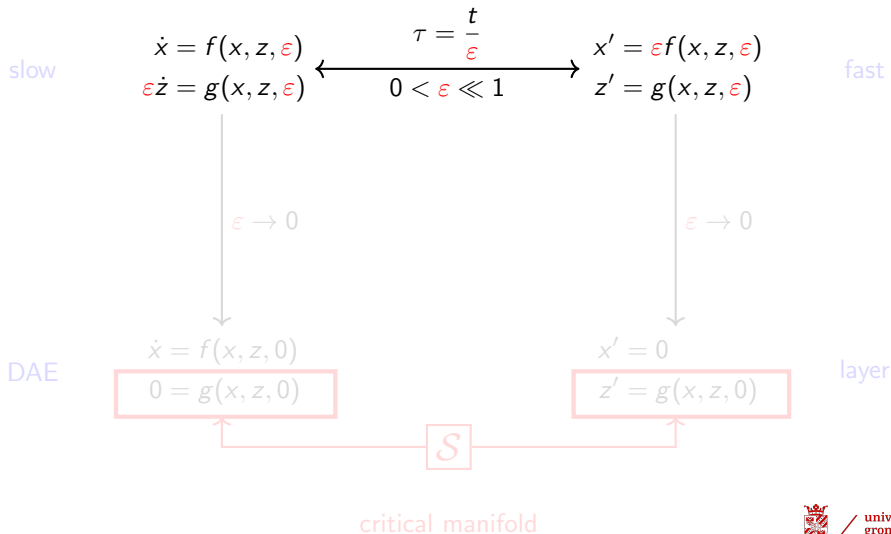 slow
ẋ = f(x, z, ε)
εż = g(x, z, ε)
τ = t/ε
0 < ε ≪ 1
x′ = εf(x, z, ε)
z′ = g(x, z, ε)
fast
ε → 0
ε → 0
DAE
ẋ = f(x, z, 0)
0 = g(x, z, 0)
x′ = 0
z′ = g(x, z, 0)
layer
𝒮
critical manifold